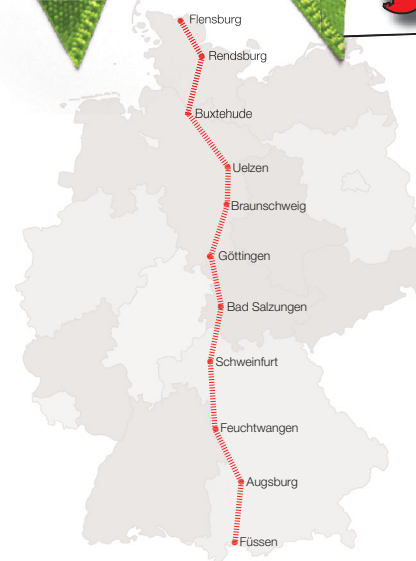 Flensburg
Rendsburg
Buxtehude
Uelzen
Braunschweig
Göttingen
Bad Salzungen
Schweinfurt
Feuchtwangen
Augsburg
Füssen